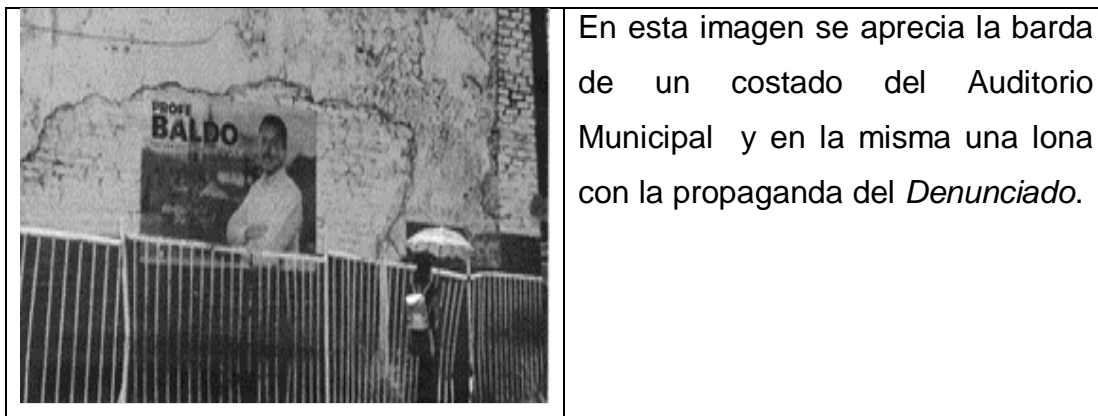 PROFE
BALDO
En esta imagen se aprecia la barda
de un costado del Auditorio
Municipal y en la misma una lona
con la propaganda del Denunciado.